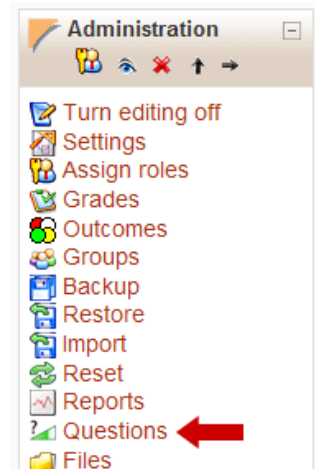 Administration
Turn editing off
Settings
Assign roles
Grades
Outcomes
Groups
Backup
Restore
Import
Reset
Reports
Questions
Files